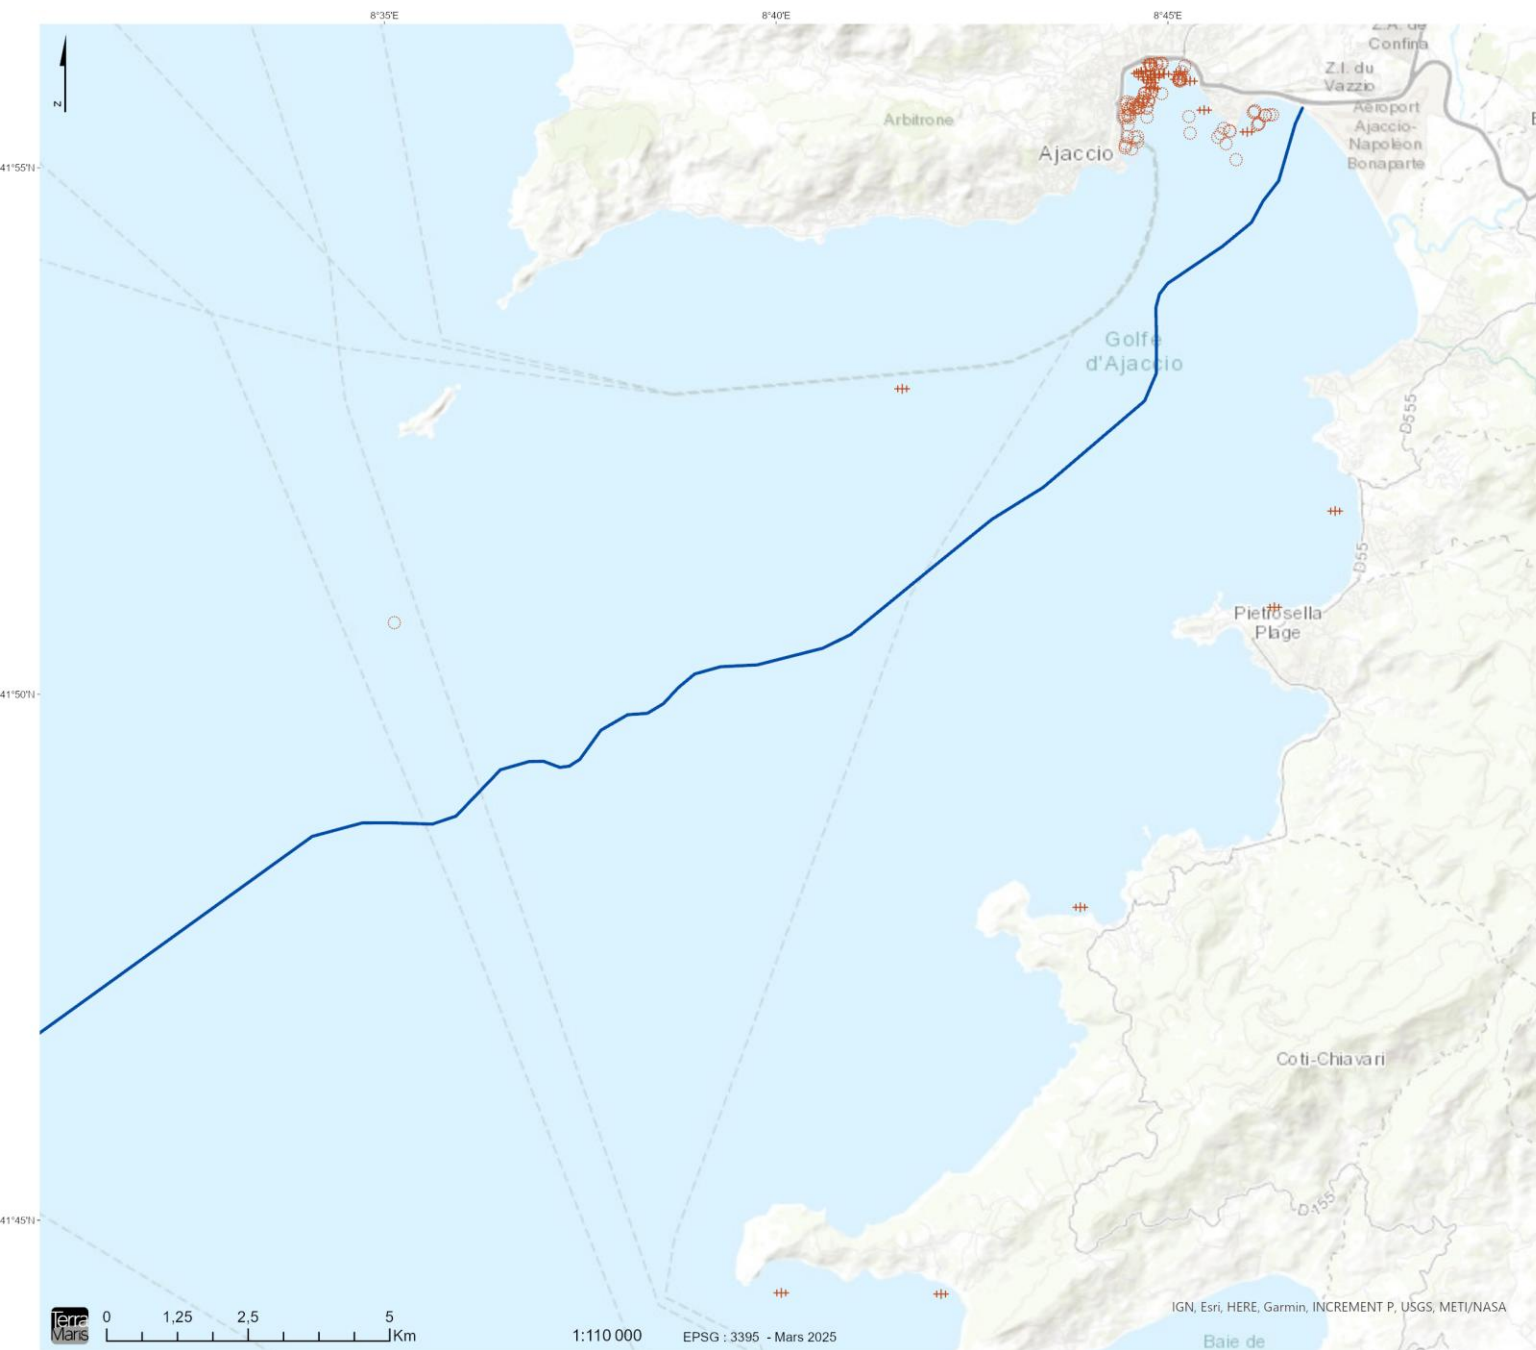 8°35'E
8°40'E
8°45'E
Z.A. de
Confina
Z.I. du
Vazzio
z
Aéroport
Ajaccio-
Napoléon
Bonaparte
Arbitrone
Ajaccio
41°55'N
Golfe
d'Ajaccio
D555
D55
Pietrosella
Plage
41°50'N
Coti-Chiavari
D155
41°45'N
Terra
Maris
0 1,25 2,5 5
Km
1:110 000
EPSG : 3395 - Mars 2025
IGN, Esri, HERE, Garmin, INCREMENT P, USGS, METI/NASA
Baie de